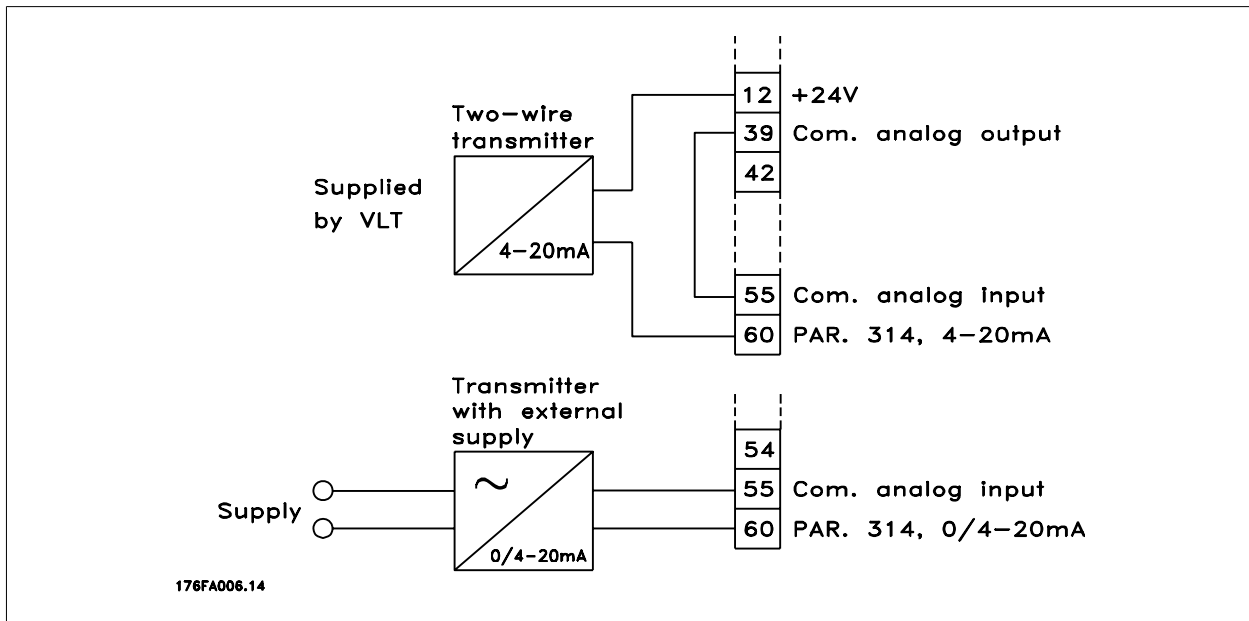 Two-wire
transmitter
Supplied
by VLT
4-20mA
12 +24V
39 Com. analog output
42
55 Com. analog input
60 PAR. 314, 4-20mA
Transmitter
with external
supply
Supply
~
0/4-20mA
54
55 Com. analog input
60 PAR. 314, 0/4-20mA
176FA006.14